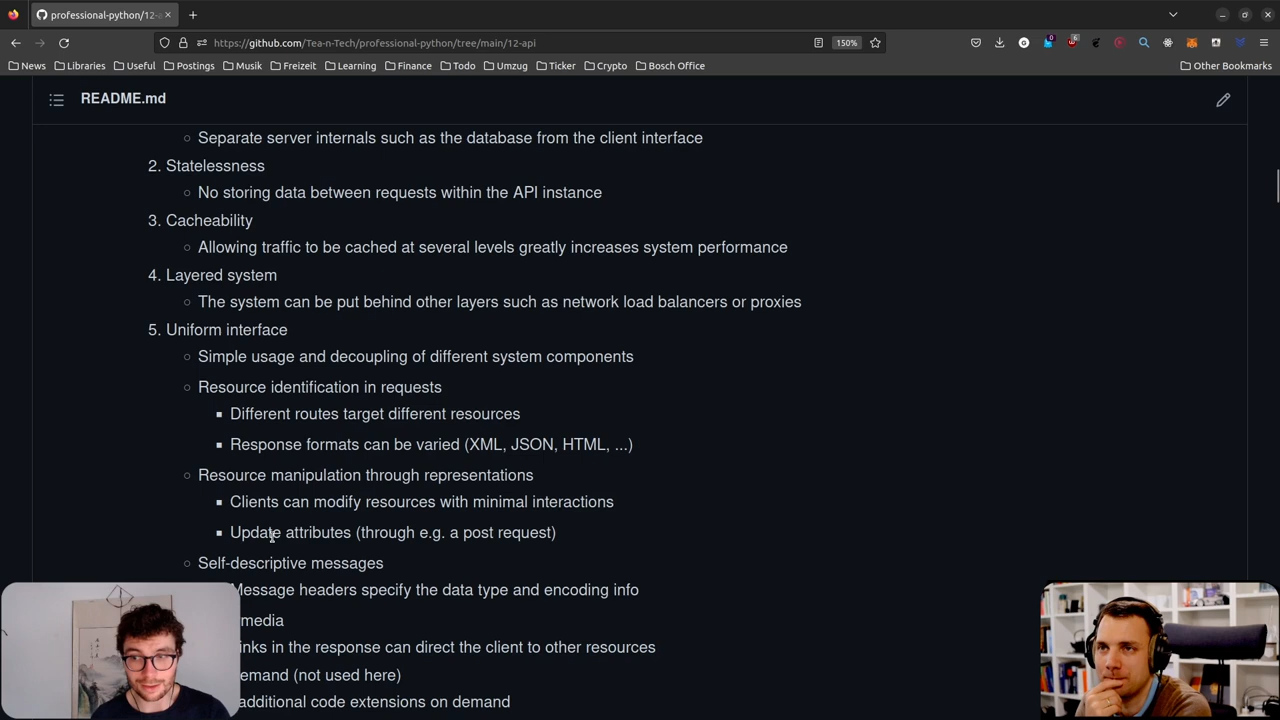 professional-python/12-a
https://github.com/Tea-n-Tech/professional-python/tree/main/12-api
150%
0
6
News
Libraries
Useful
Postings
Musik
Freizeit
Learning
Finance
Todo
Umzug
Ticker
Crypto
Bosch Office
Other Bookmarks
README.md
Separate server internals such as the database from the client interface
2. Statelessness
No storing data between requests within the API instance
3. Cacheability
Allowing traffic to be cached at several levels greatly increases system performance
4. Layered system
The system can be put behind other layers such as network load balancers or proxies
5. Uniform interface
Simple usage and decoupling of different system components
Resource identification in requests
Different routes target different resources
Response formats can be varied (XML, JSON, HTML, ...)
Resource manipulation through representations
Clients can modify resources with minimal interactions
Update attributes (through e.g. a post request)
Self-descriptive messages
Message headers specify the data type and encoding info
media
inks in the response can direct the client to other resources
emand (not used here)
additional code extensions on demand